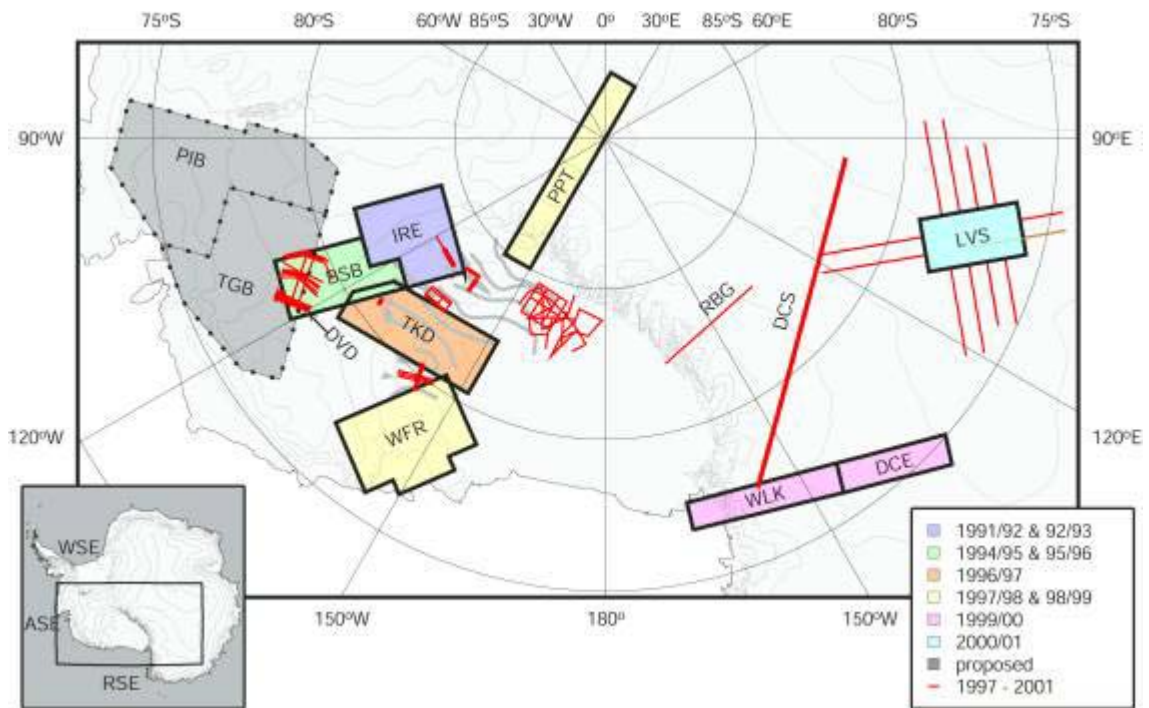 75ºS
80ºS
60ºW
85ºS
30ºW
0º
30ºE
85ºS
60ºE
80ºS
75ºS
90ºW
90ºE
PIB
PPT
IRE
LVS
TGB
BSB
RBG
DCS
TKD
DVD
WFR
120ºW
120ºE
DCE
WLK
WSE
ASE
RSE
150ºW
180º
150ºW
1991/92 & 92/93
1994/95 & 95/96
1996/97
1997/98 & 98/99
1999/00
2000/01
proposed
1997 - 2001